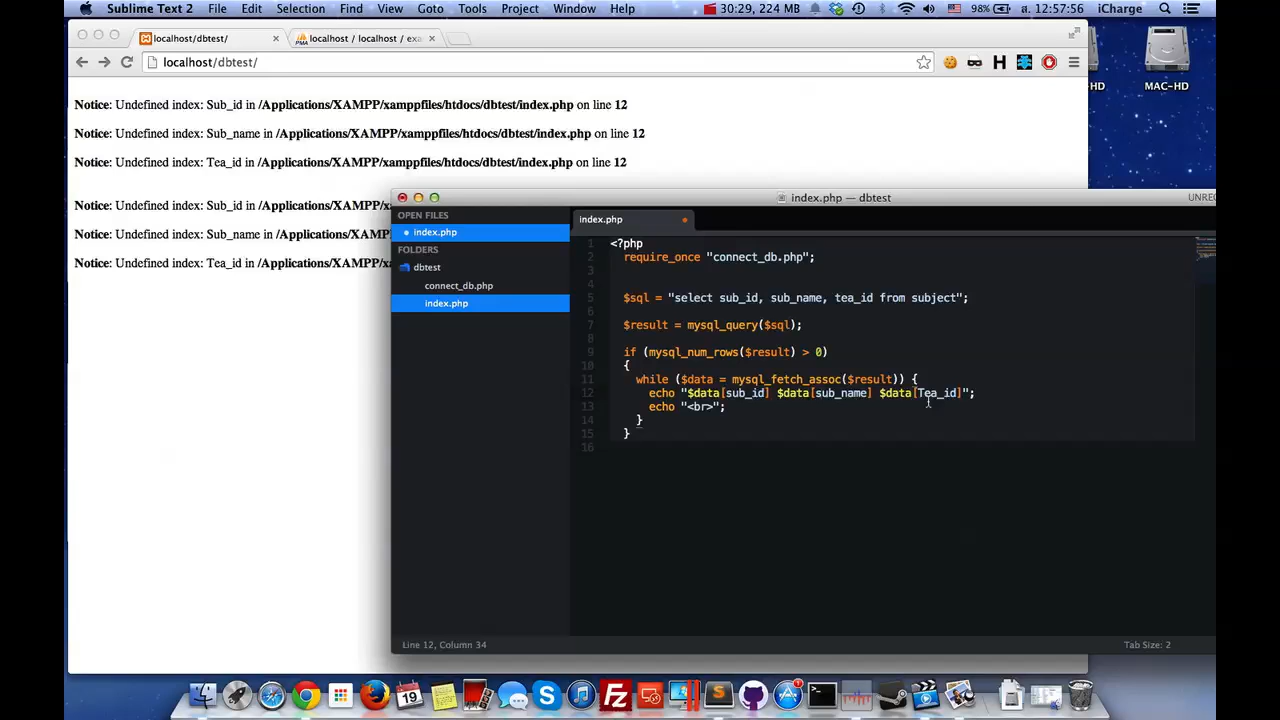 Sublime Text 2 File Edit Selection Find View Goto Tools Project Window Help 30:29, 224 MB 98% ส. 12:57:56 iCharge
localhost/dbtest/ localhost / localhost / exa
localhost/dbtest/
-HD MAC-HD
Notice: Undefined index: Sub_id in /Applications/XAMPP/xamppfiles/htdocs/dbtest/index.php on line 12
Notice: Undefined index: Sub_name in /Applications/XAMPP/xamppfiles/htdocs/dbtest/index.php on line 12
Notice: Undefined index: Tea_id in /Applications/XAMPP/xamppfiles/htdocs/dbtest/index.php on line 12
Notice: Undefined index: Sub_id in /Applications/XAMPP/xa
Notice: Undefined index: Sub_name in /Applications/XAMPP/
Notice: Undefined index: Tea_id in /Applications/XAMPP/xa
index.php — dbtest UNREG
OPEN FILES
index.php
FOLDERS
dbtest
connect_db.php
index.php
index.php
1 <?php
2 require_once "connect_db.php";
3
4
5 $sql = "select sub_id, sub_name, tea_id from subject";
6
7 $result = mysql_query($sql);
8
9 if (mysql_num_rows($result) > 0)
10 {
11 while ($data = mysql_fetch_assoc($result)) {
12 echo "$data[sub_id] $data[sub_name] $data[Tea_id]";
13 echo "<br>";
14 }
15 }
16
Line 12, Column 34 Tab Size: 2
19